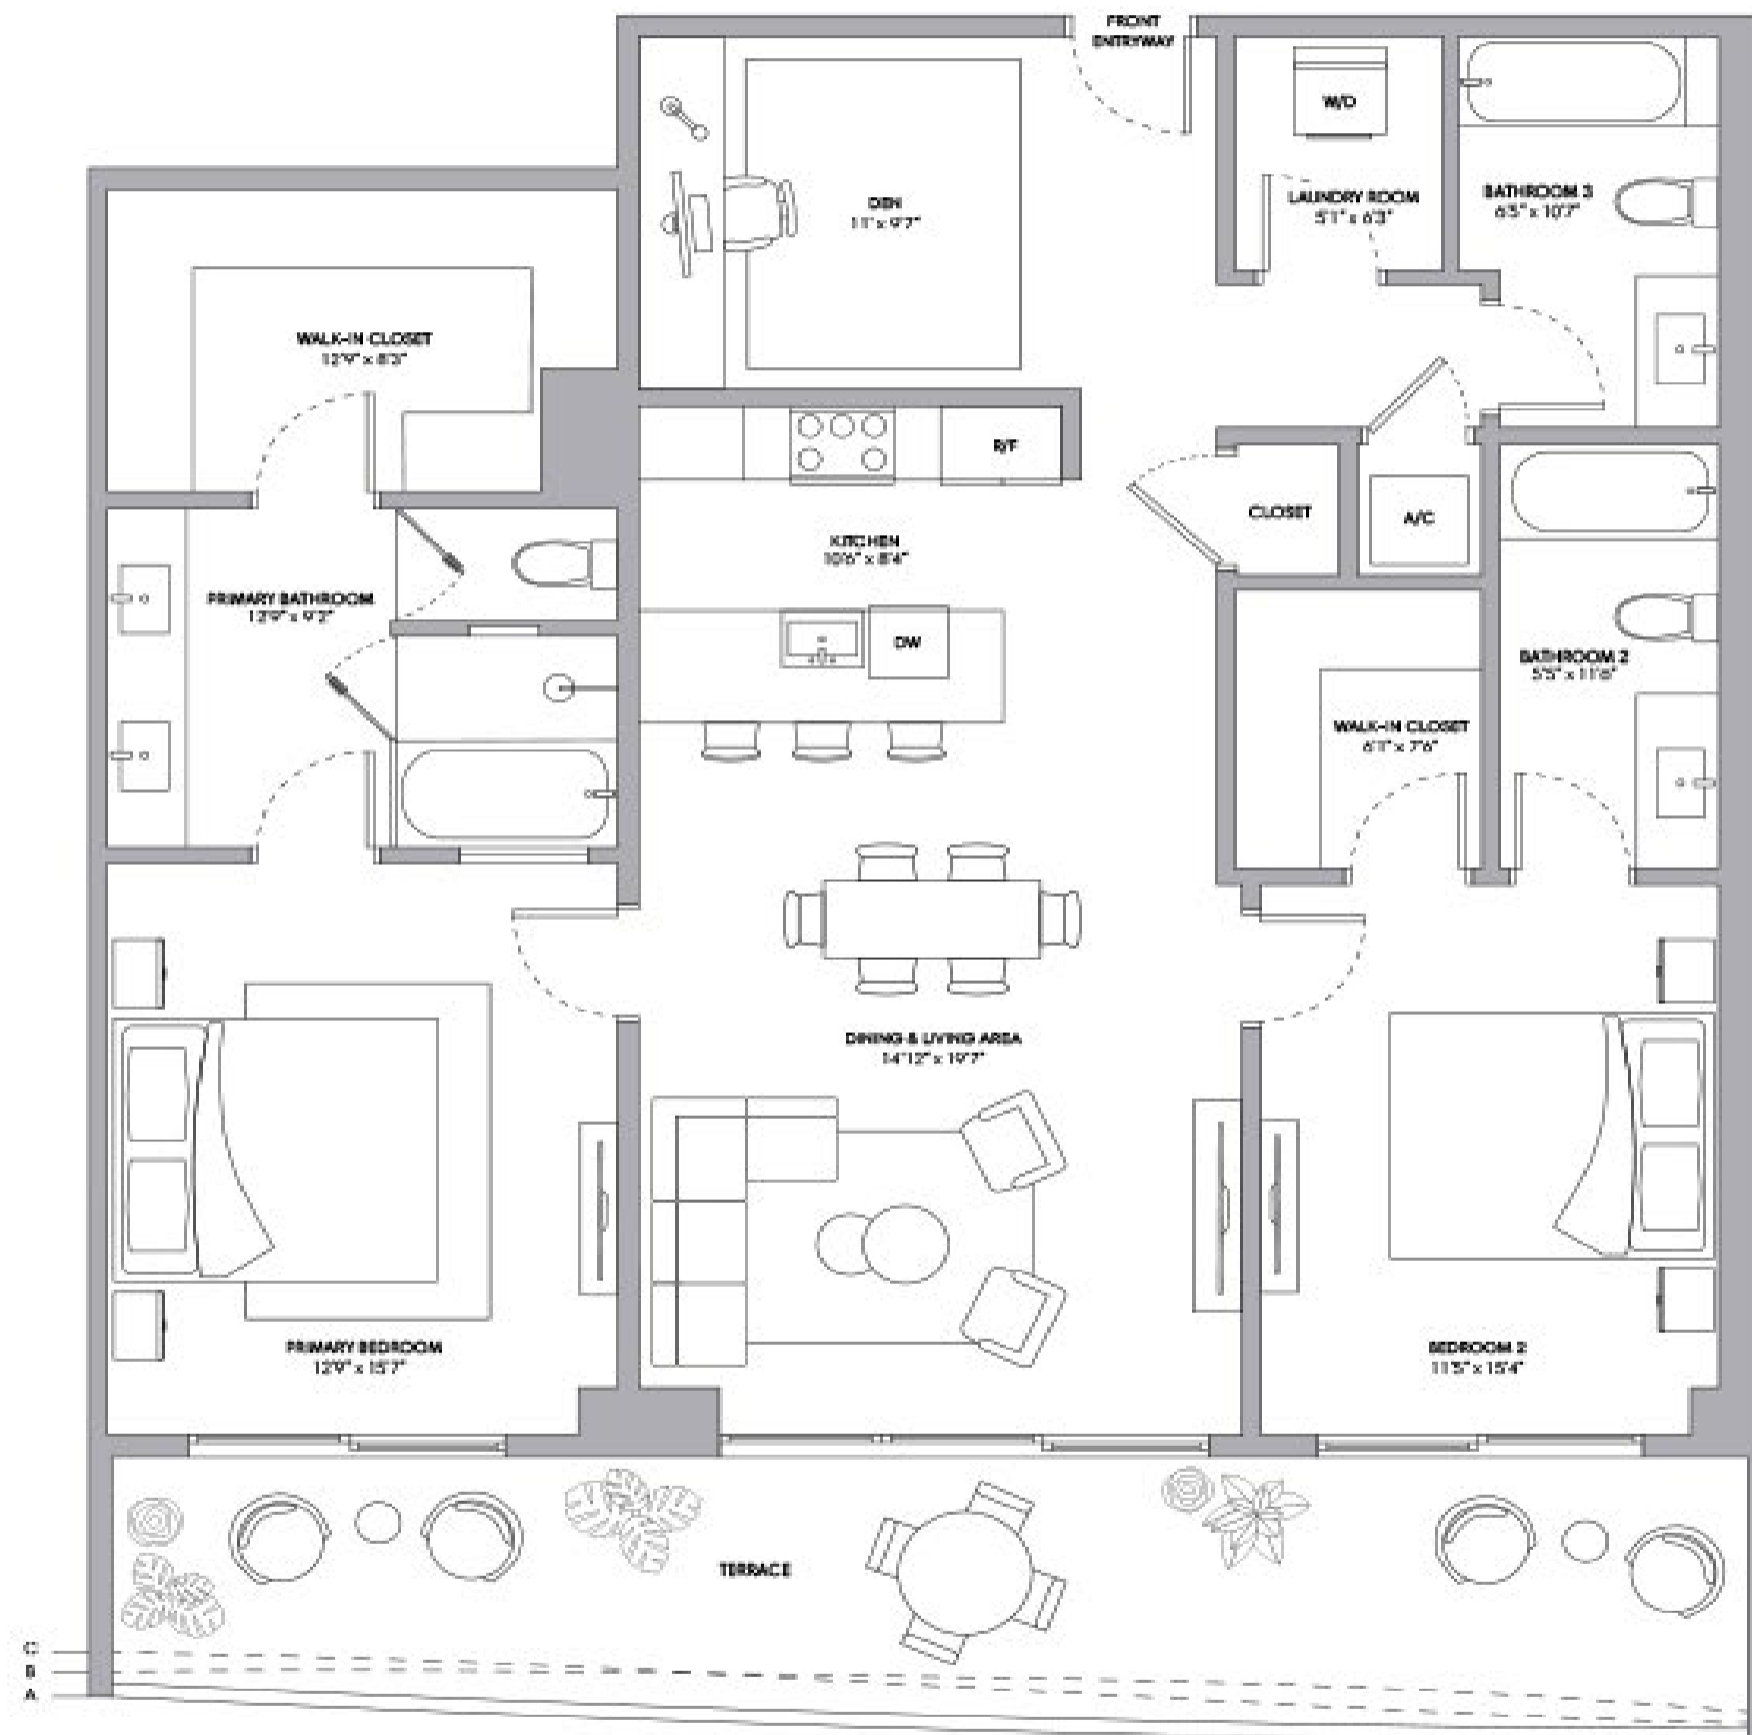 FRONT
ENTRYWAY
W/D
LAUNDRY ROOM
5'1" x 6'3"
BATHROOM 3
6'5" x 10'7"
DEN
11' x 9'7"
WALK-IN CLOSET
12'9" x 8'3"
R/F
CLOSET
A/C
KITCHEN
10'6" x 8'4"
PRIMARY BATHROOM
12'9" x 9'2"
DW
BATHROOM 2
5'5" x 11'6"
WALK-IN CLOSET
6'1" x 7'6"
DINING & LIVING AREA
14'12" x 19'7"
PRIMARY BEDROOM
12'9" x 15'7"
BEDROOM 2
11'5" x 15'4"
TERRACE
C
B
A